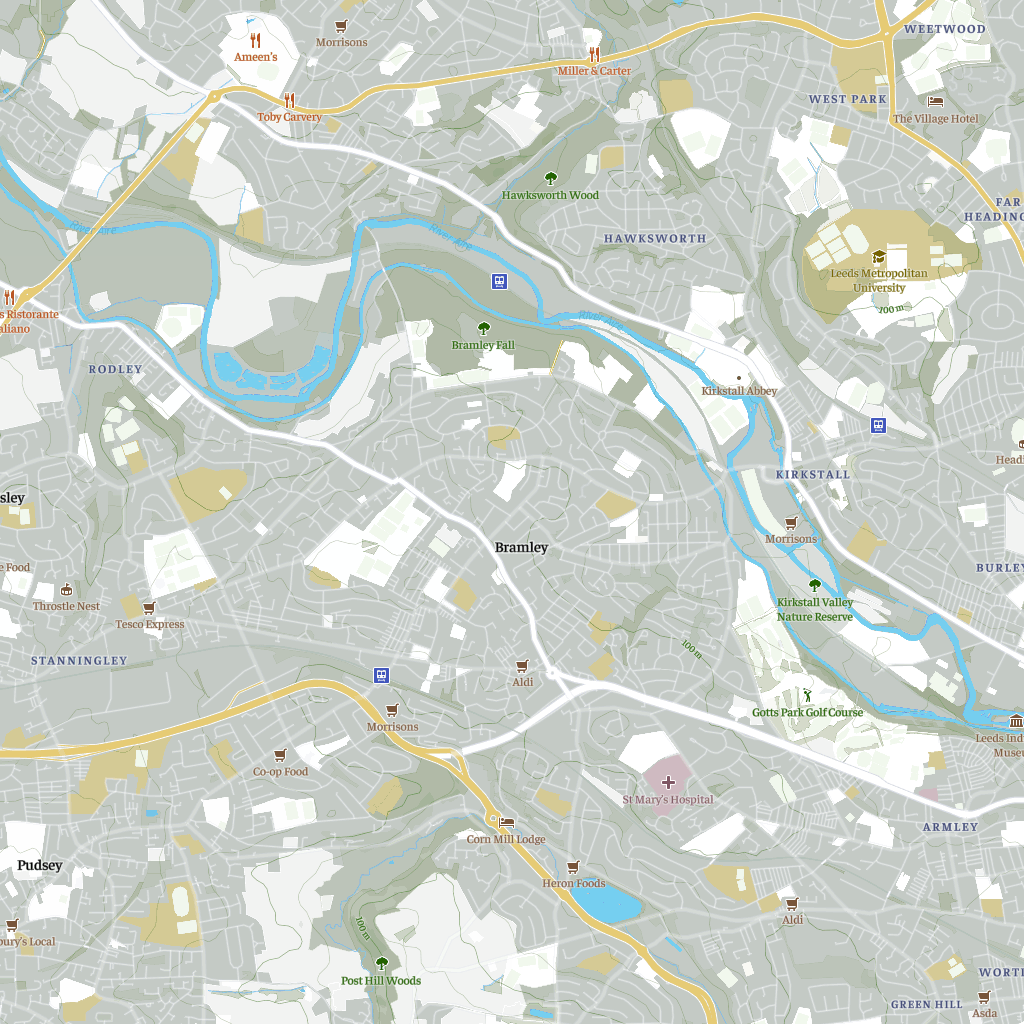 WEETWOOD
Morrisons
Ameen's
Miller & Carter
WEST PARK
Toby Carvery
The Village Hotel
Hawksworth Wood
FAR
HEADING
River Aire
River Aire
HAWKSWORTH
Leeds Metropolitan
University
100 m
s Ristorante
aliano
River Aire
Bramley Fall
RODLEY
Kirkstall Abbey
Headi
KIRKSTALL
sley
Morrisons
Bramley
e Food
BURLEY
Throstle Nest
Tesco Express
Kirkstall Valley
Nature Reserve
STANNINGLEY
100 m
Aldi
Gotts Park Golf Course
Morrisons
Leeds Ind
Museu
Co-op Food
St Mary's Hospital
ARMLEY
Corn Mill Lodge
Pudsey
Heron Foods
Aldi
100 m
bury's Local
Post Hill Woods
WORT
GREEN HILL
Asda